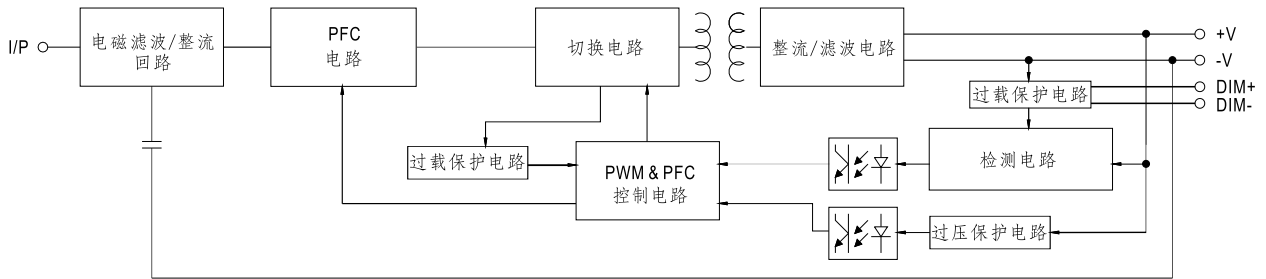 I/P
电磁滤波/整流
回路
PFC
电路
切换电路
整流/滤波电路
+V
-V
DIM+
DIM-
过载保护电路
过载保护电路
PWM & PFC
控制电路
检测电路
过压保护电路